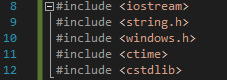 8 #include <iostream>
9 #include <string.h>
10 #include <windows.h>
11 #include <ctime>
12 #include <cstdlib>